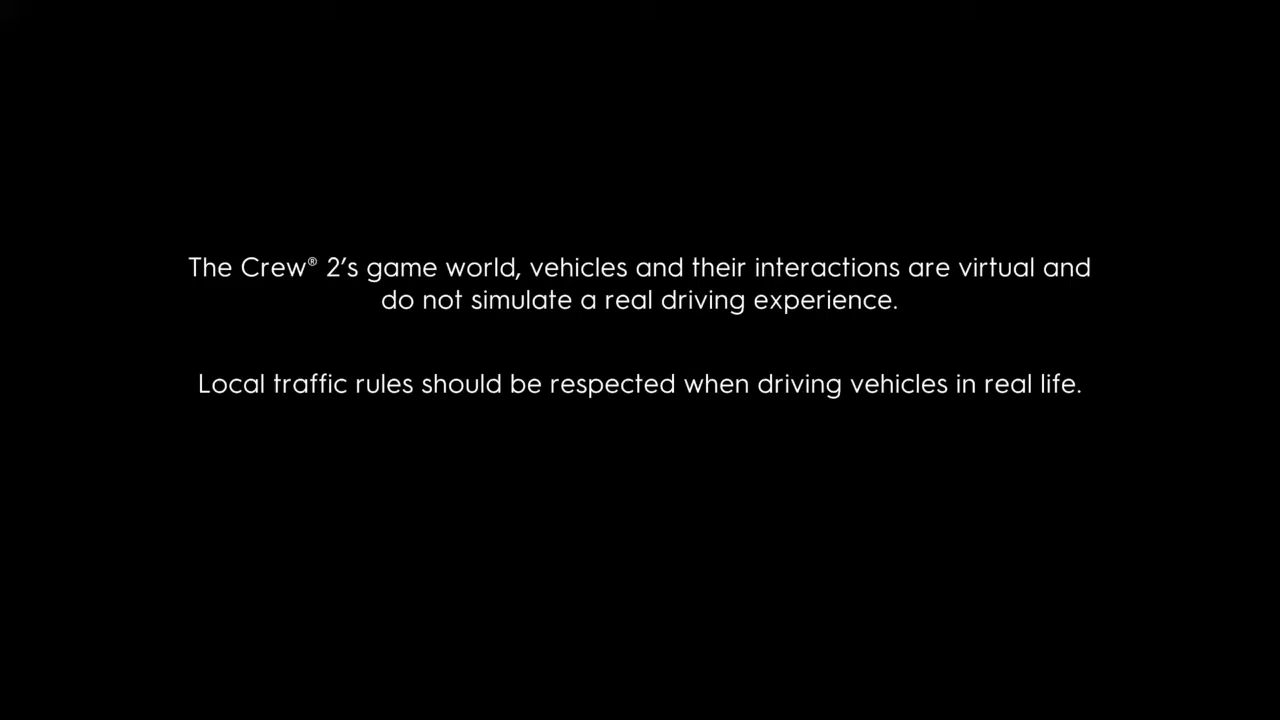 The Crew® 2’s game world, vehicles and their interactions are virtual and
do not simulate a real driving experience.
Local traffic rules should be respected when driving vehicles in real life.